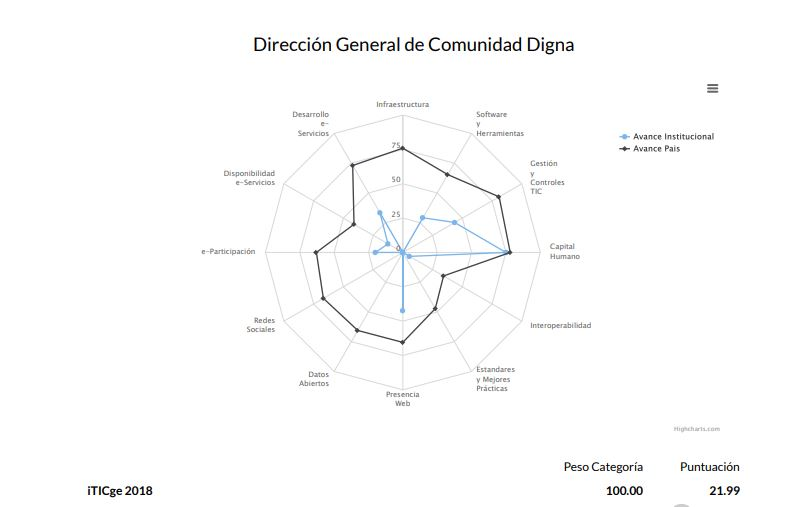 Dirección General de Comunidad Digna
Infraestructura
Desarrollo
e-
Servicios
Software
y
Herramientas
Avance Institucional
Avance Pais
75
Gestión
y
Controles
TIC
Disponibilidad
e-Servicios
50
25
0
e-Participación
Capital
Humano
Redes
Sociales
Interoperabilidad
Datos
Abiertos
Estandares
y Mejores
Prácticas
Presencia
Web
Highcharts.com
Peso Categoría Puntuación
iTICge 2018 100.00 21.99